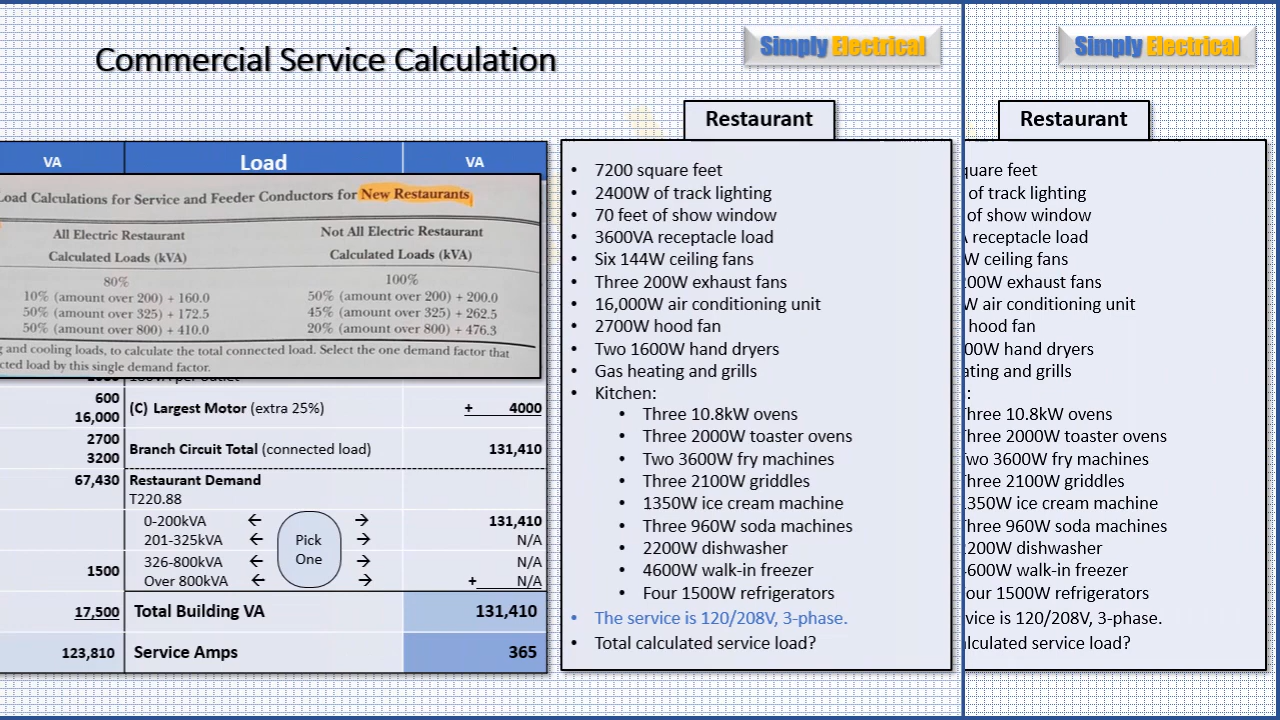 Commercial Service Calculation
Simply Electrical
Simply Electrical
Restaurant
Restaurant
VA
Load
VA
Load Calculations for Service and Feeder Conductors for New Restaurants
All Electric Restaurant
Calculated Loads (kVA)
Not All Electric Restaurant
Calculated Loads (kVA)
80%
100%
10% (amount over 200) + 160.0
50% (amount over 200) + 200.0
50% (amount over 325) + 172.5
45% (amount over 325) + 262.5
50% (amount over 800) + 410.0
20% (amount over 800) + 476.3
g and cooling loads, to calculate the total connected load. Select the one demand factor that
e load by this single demand factor.
600
16,000
(C) Largest Motor (extra 25%)
+ 4000
2700
3200
Branch Circuit Total (connected load)
131,410
67,430
Restaurant Demand
T220.88
0-200kVA
131,410
201-325kVA
N/A
326-800kVA
N/A
Over 800kVA
+ N/A
Pick
One
500
17,500
Total Building VA
131,410
Service Amps
365
• 7200 square feet
• 2400W of track lighting
• 70 feet of show window
• 3600VA receptacle load
• Six 144W ceiling fans
• Three 200W exhaust fans
• 16,000W air conditioning unit
• 2700W hood fan
• Two 1600W hand dryers
• Gas heating and grills
• Kitchen:
• Three 10.8kW ovens
• Three 2000W toaster ovens
• Two 3600W fry machines
• Three 2100W griddles
• 1350W ice cream machine
• Three 960W soda machines
• 2200W dishwasher
• 4600W walk-in freezer
• Four 1500W refrigerators
• The service is 120/208V, 3-phase.
• Total calculated service load?
quare feet
of track lighting
of show window
A receptacle load
W ceiling fans
00W exhaust fans
W air conditioning unit
hood fan
00W hand dryers
ating and grills
:
Three 10.8kW ovens
Three 2000W toaster ovens
Two 3600W fry machines
Three 2100W griddles
1350W ice cream machine
Three 960W soda machines
2200W dishwasher
4600W walk-in freezer
Four 1500W refrigerators
vice is 120/208V, 3-phase.
alculated service load?